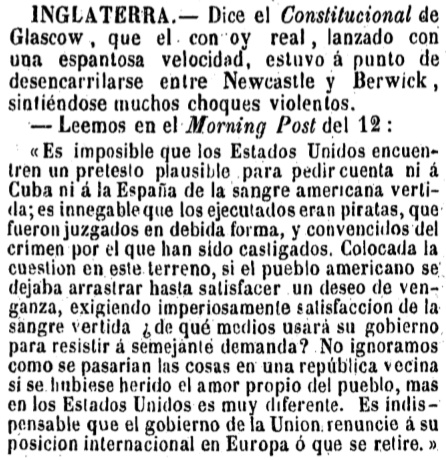 INGLATERRA.— Dice el Constitucional de
Glascow, que el con oy real, lanzado con
una espantosa velocidad, estuvo á punto de
desencarrilarse entre Newcastle y Berwick,
sintiéndose muchos choques violentos.
— Leemos en el Morning Post del 12:
«Es imposible que los Estados Unidos encuen-
tren un pretesto plausible para pedir cuenta ni á
Cuba ni á la España de la sangre americana verti-
da; es innegable que los ejecutados eran piratas, que
fueron juzgados en debida forma, y convencidos del
crimen por el que han sido castigados. Colocada la
cuestion en este terreno, si el pueblo americano se
dejaba arrastrar hasta satisfacer un deseo de ven-
ganza, exigiendo imperiosamente satisfaccion de la
sangre vertida ¿de qué medios usará su gobierno
para resistir á semejante demanda? No ignoramos
como se pasarian las cosas en una república vecina
si se hubiese herido el amor propio del pueblo, mas
en los Estados Unidos es muy diferente. Es indis-
pensable que el gobierno de la Union renuncie á su
posicion internacional en Europa ó que se retire.»